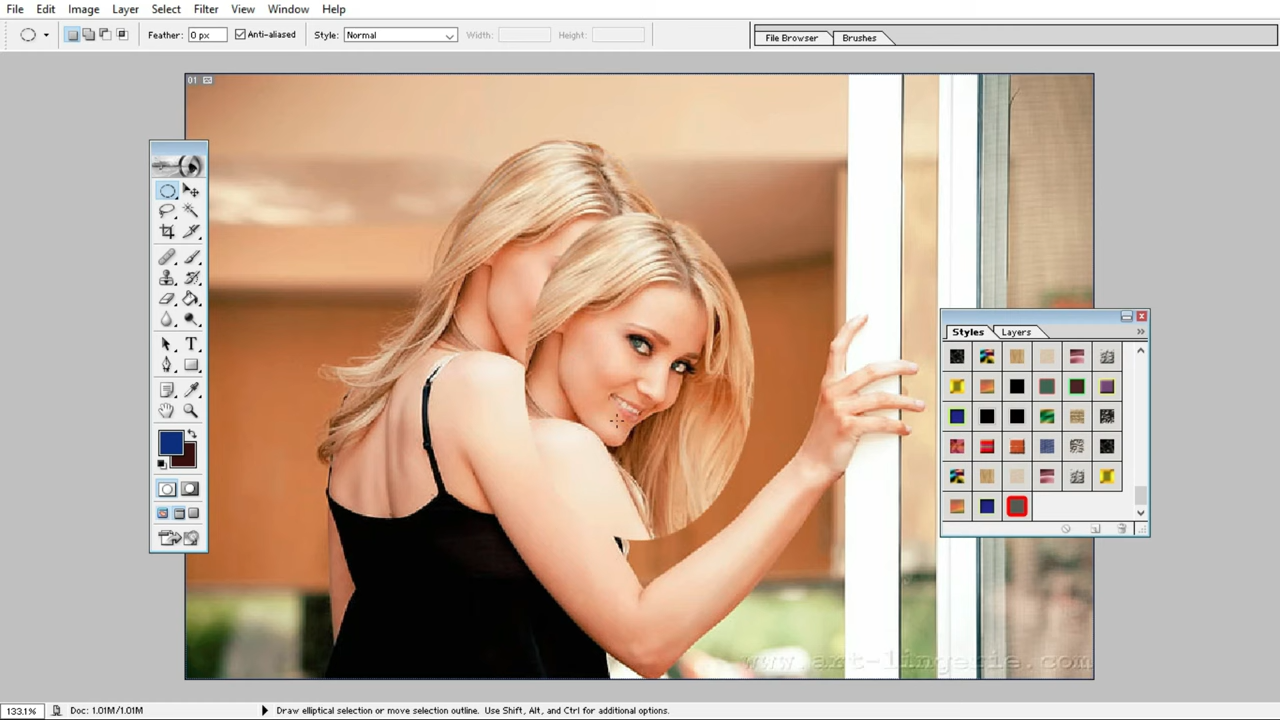 File Edit Image Layer Select Filter View Window Help
Feather: 0 px Anti-aliased Style: Normal Width: Height: File Browser Brushes
01
Styles Layers
www.art-lingerie.com
133.1% Doc: 1.01M/1.01M Draw elliptical selection or move selection outline. Use Shift, Alt, and Ctrl for additional options.